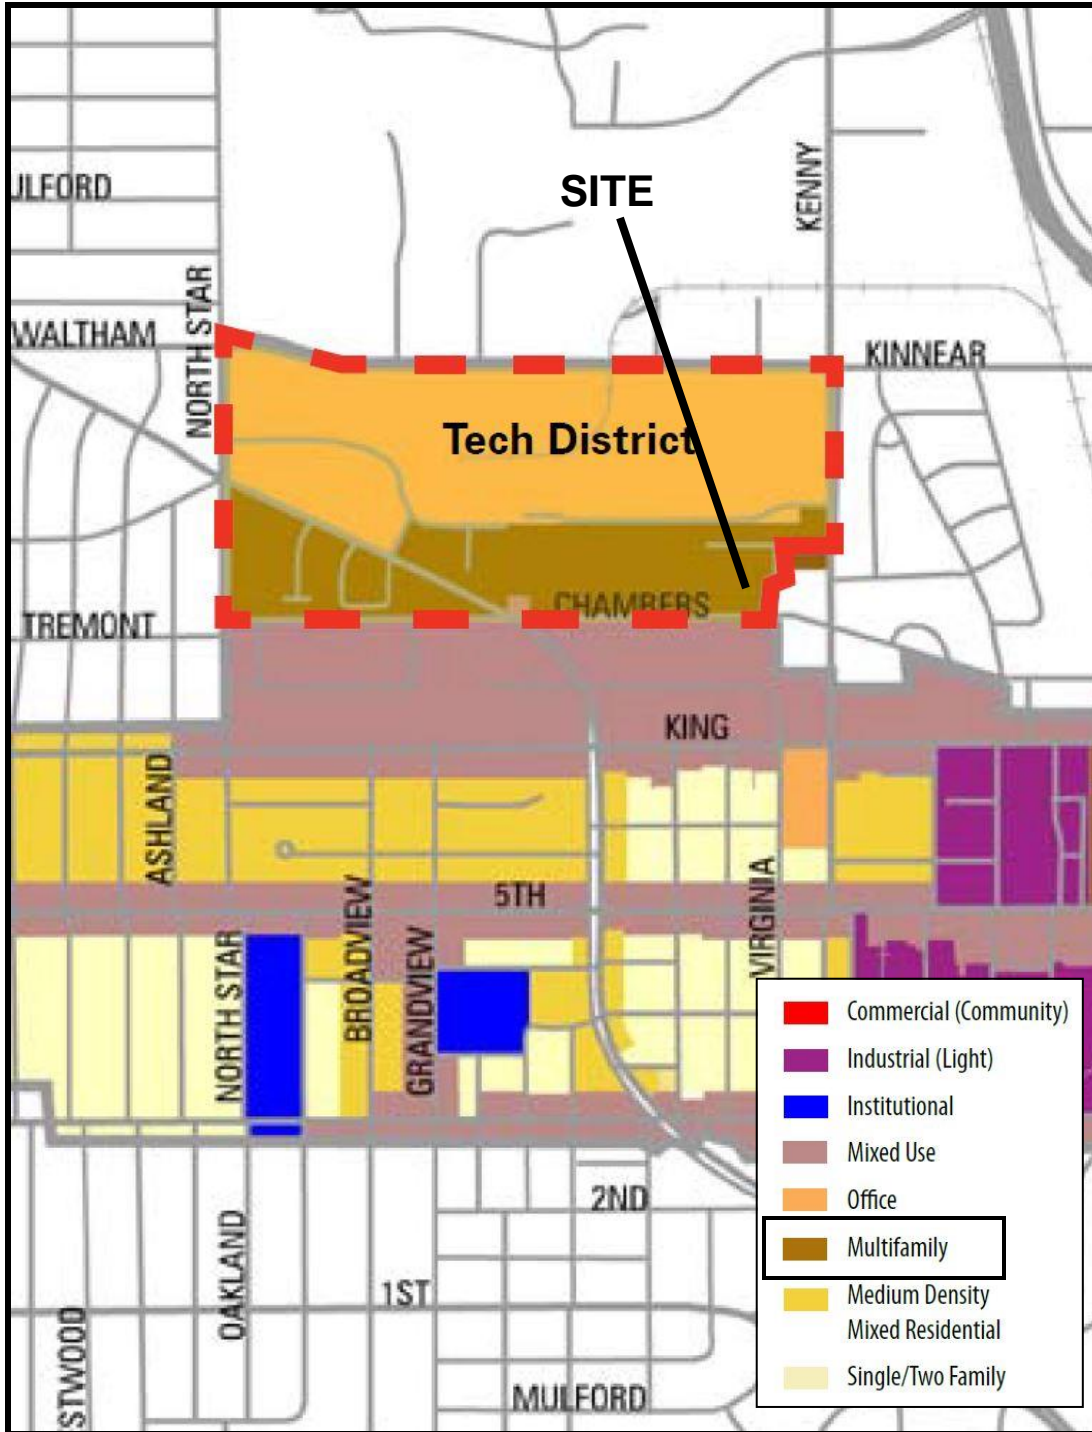 SITE
ULFORD
KENNY
NORTH STAR
WALTHAM
KINNEAR
Tech District
CHAMBERS
TREMONT
KING
ASHLAND
5TH
VIRGINIA
NORTH STAR
BROADVIEW
GRANDVIEW
2ND
OAKLAND
1ST
STWOOD
MULFORD
Commercial (Community)
Industrial (Light)
Institutional
Mixed Use
Office
Multifamily
Medium Density
Mixed Residential
Single/Two Family